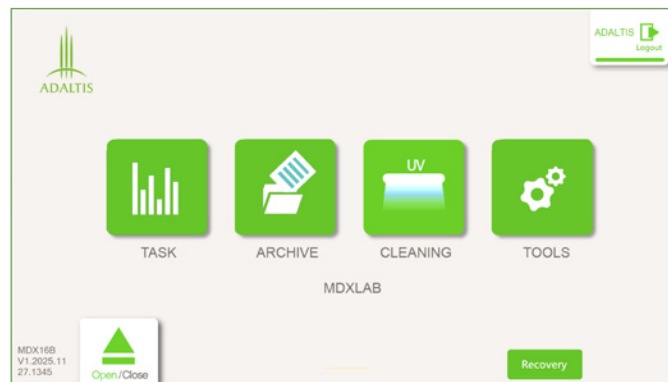 ADALTIS
ADALTIS
Logout
UV
TASK
ARCHIVE
CLEANING
TOOLS
MDXLAB
MDX16B
V1.2025.11
27.1345
Open/Close
Recovery